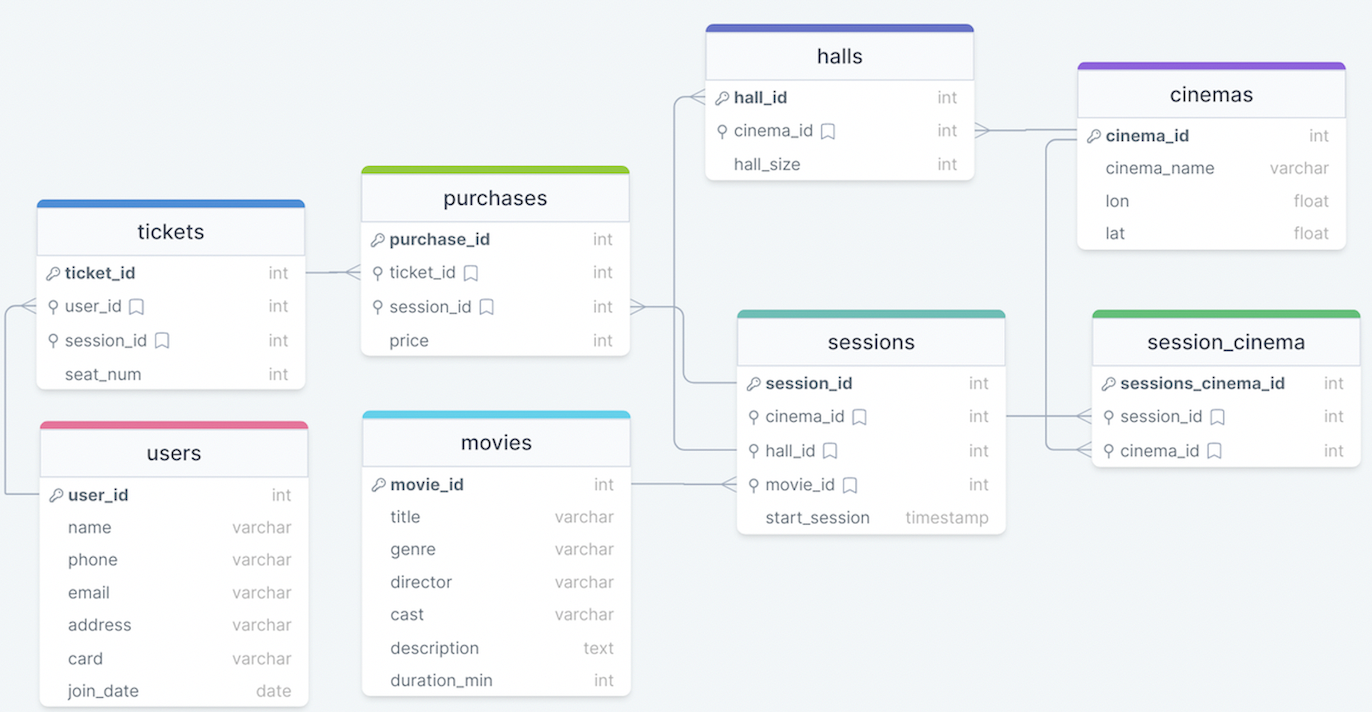 halls
hall_id int
cinema_id int
hall_size int
cinemas
cinema_id int
cinema_name varchar
lon float
lat float
purchases
purchase_id int
ticket_id int
session_id int
price int
tickets
ticket_id int
user_id int
session_id int
seat_num int
sessions
session_id int
cinema_id int
hall_id int
movie_id int
start_session timestamp
session_cinema
sessions_cinema_id int
session_id int
cinema_id int
users
user_id int
name varchar
phone varchar
email varchar
address varchar
card varchar
join_date date
movies
movie_id int
title varchar
genre varchar
director varchar
cast varchar
description text
duration_min int